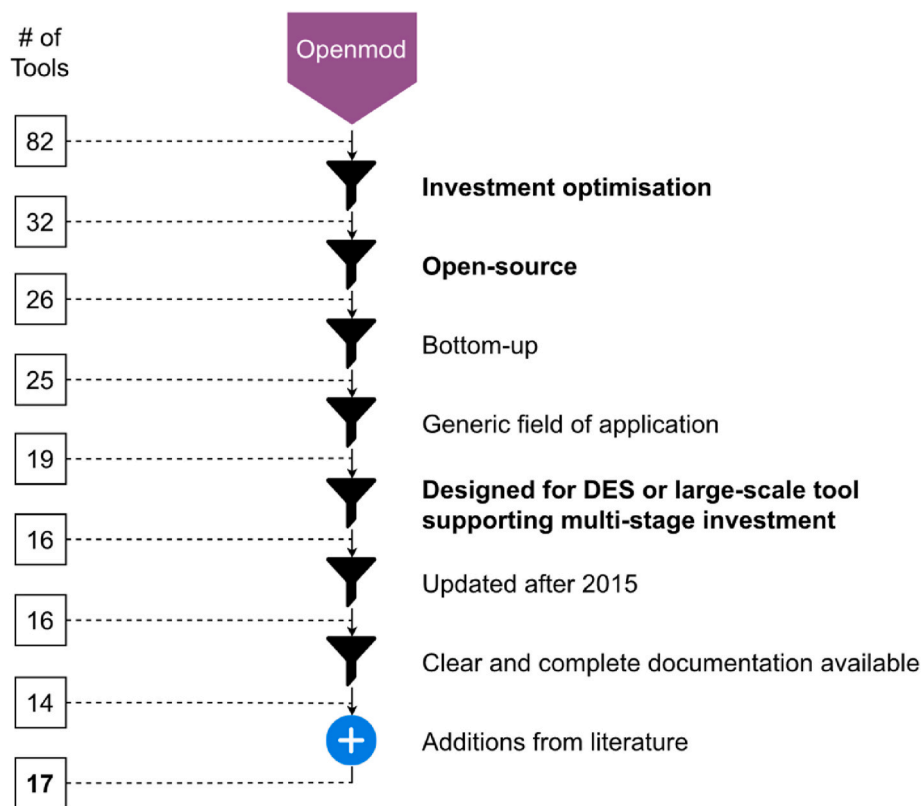 # of
Tools
Openmod
82
Investment optimisation
32
Open-source
26
Bottom-up
25
Generic field of application
19
Designed for DES or large-scale tool
supporting multi-stage investment
16
Updated after 2015
16
Clear and complete documentation available
14
Additions from literature
17